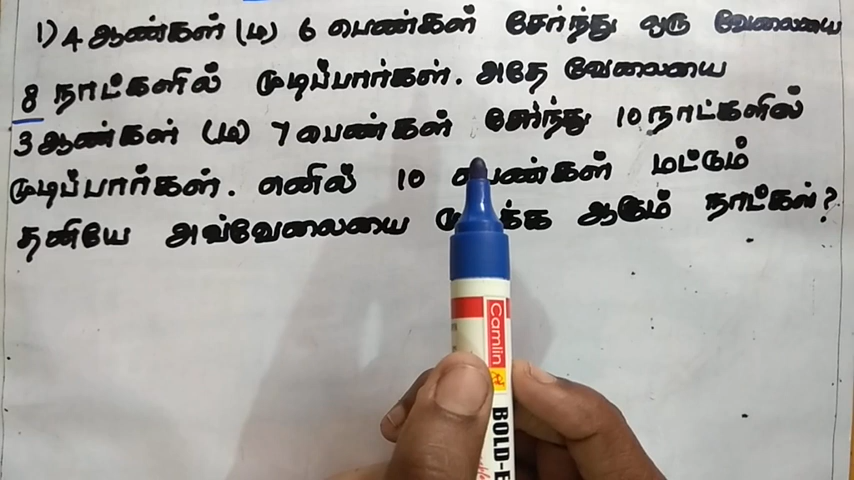 1) 4 ஆண்கள் (ம) 6 பெண்கள் சேர்ந்து ஒரு வேலையை
8 நாட்களில் முடிப்பார்கள். அதே வேலையை
3 ஆண்கள் (ம) 7 பெண்கள் சேர்ந்து 10 நாட்களில்
முடிப்பார்கள். எனில் 10 பெண்கள் மட்டும்
தனியே அவ்வேலையை ஆகும் நாட்கள்?
Camlin
BOLD-E